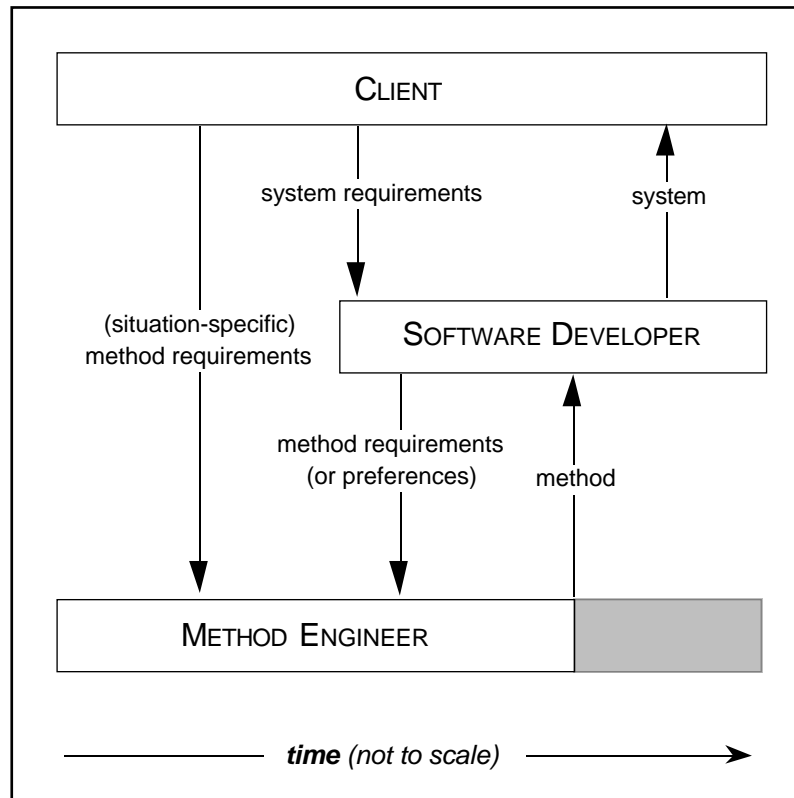 CLIENT
system requirements
system
(situation-specific)
method requirements
SOFTWARE DEVELOPER
method requirements
(or preferences)
method
METHOD ENGINEER
time (not to scale)